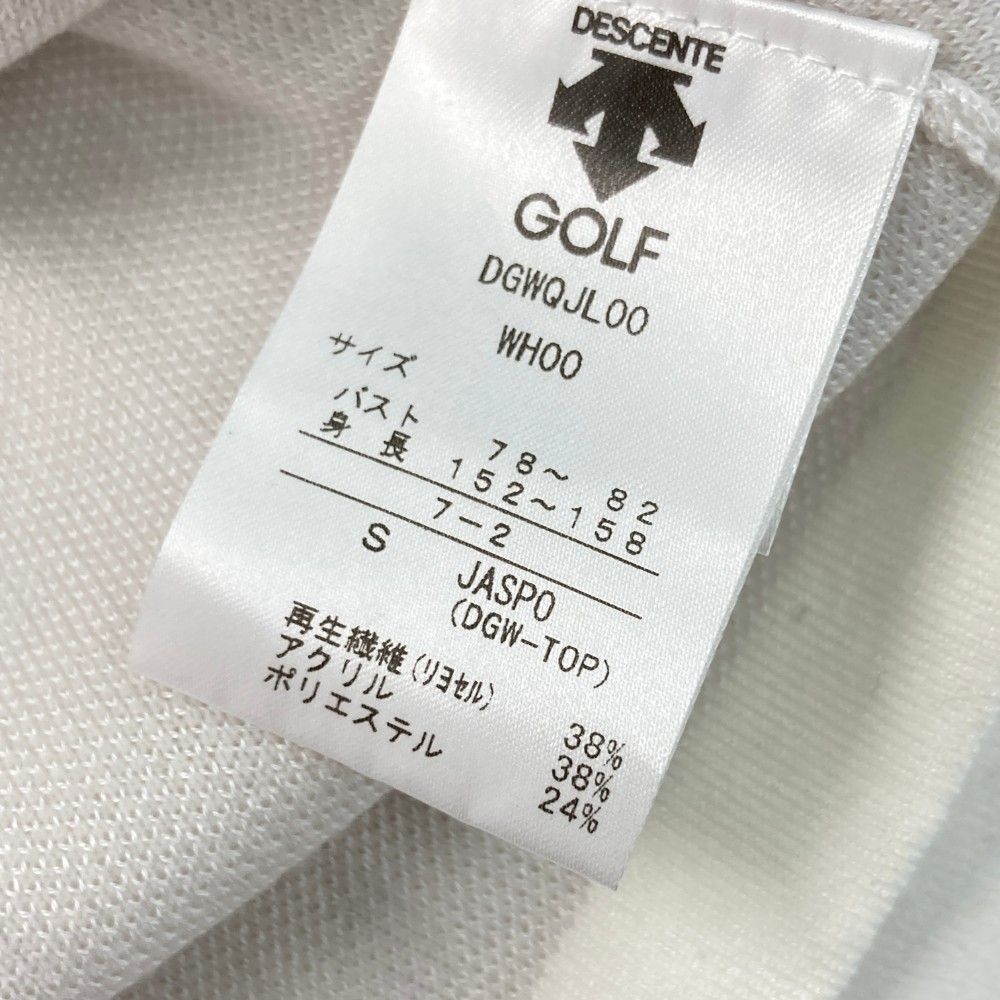 DESCENTE
GOLF
DGWQJL00
WH00
サイズ
バスト 78～ 82
身長 152～158
7-2
S JASPO
(DGW-TOP)
再生繊維(リヨセル) 38%
アクリル 38%
ポリエステル 24%